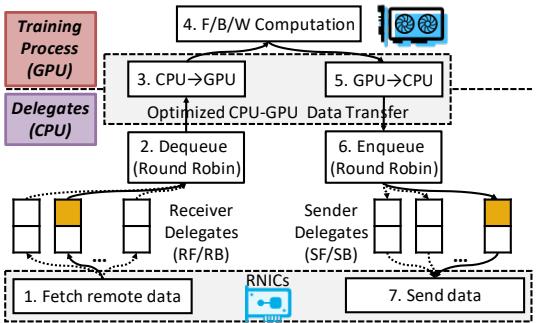 Training
Process
(GPU)
4. F/B/W Computation
3. CPU→GPU
5. GPU→CPU
Optimized CPU-GPU Data Transfer
Delegates
(CPU)
2. Dequeue
(Round Robin)
6. Enqueue
(Round Robin)
Receiver
Delegates
(RF/RB)
Sender
Delegates
(SF/SB)
...
...
RNICs
1. Fetch remote data
7. Send data